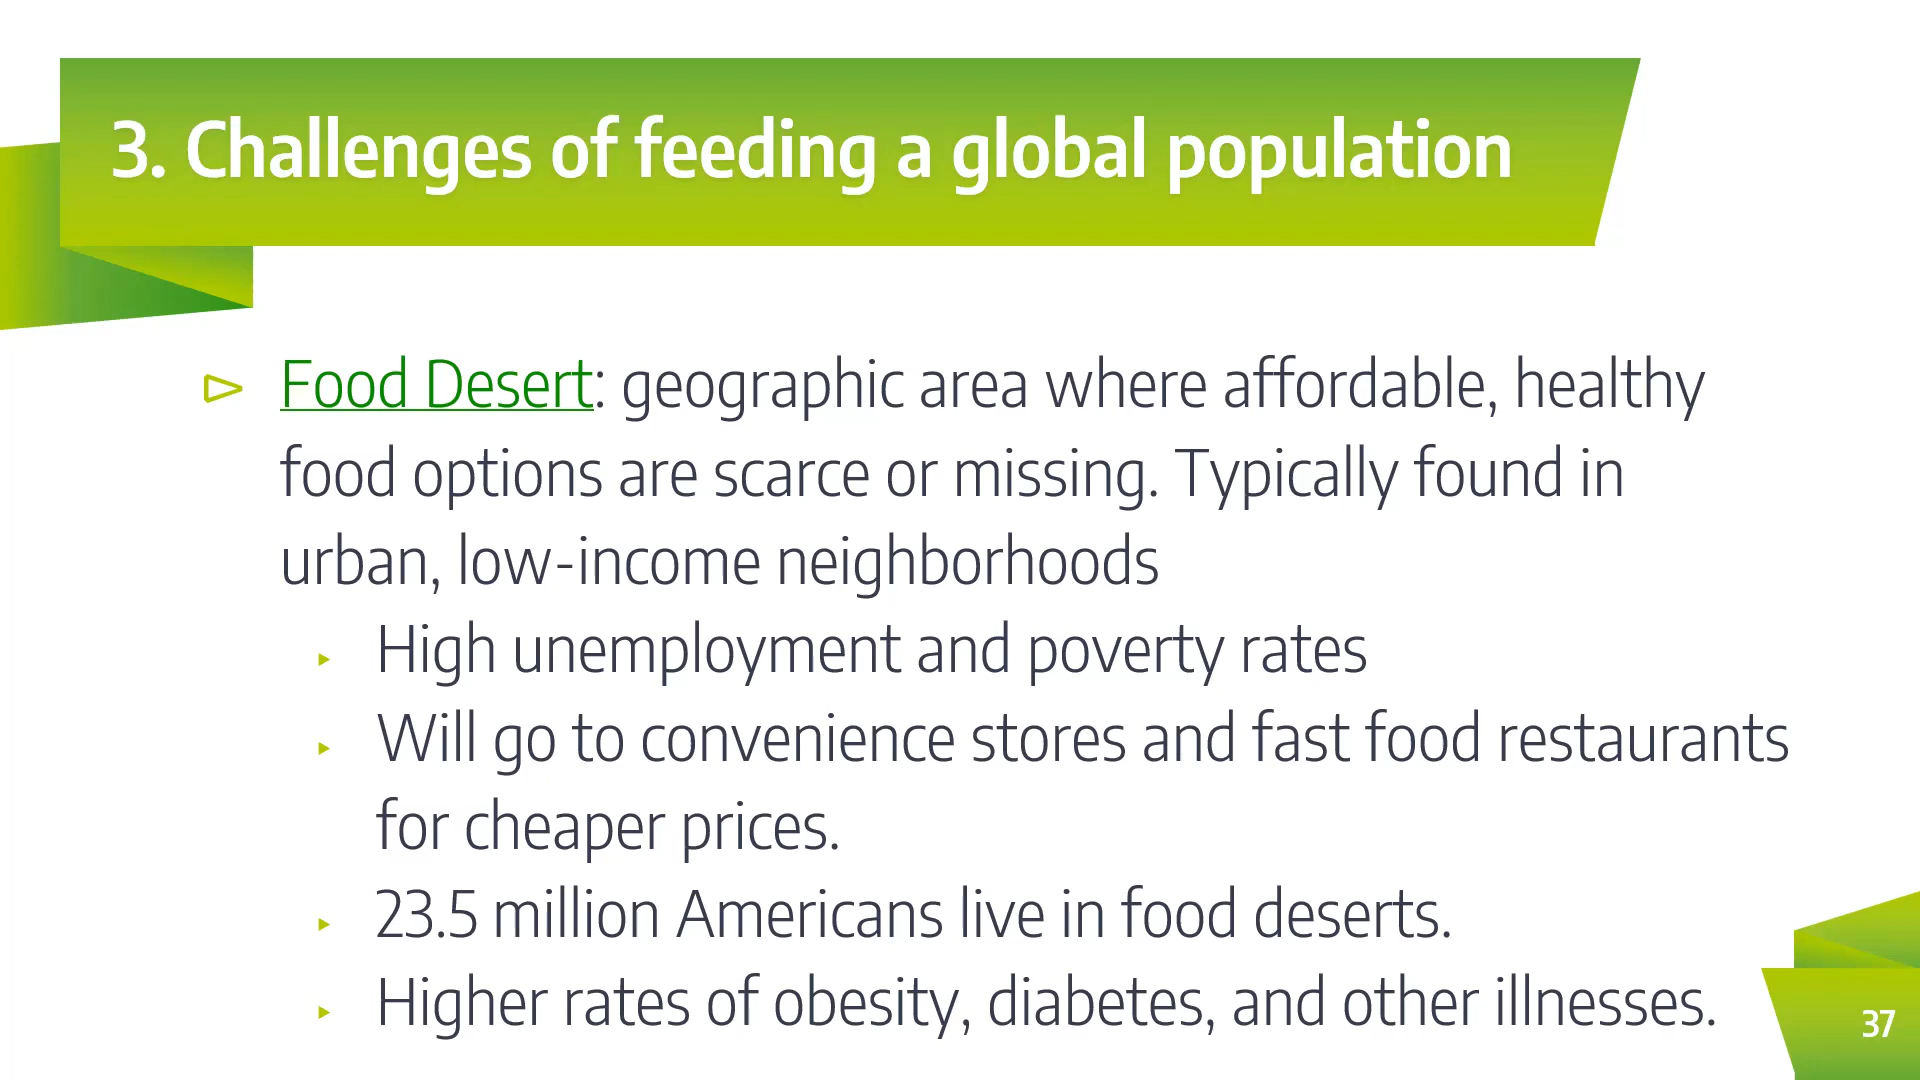 3. Challenges of feeding a global population
Food Desert: geographic area where affordable, healthy
food options are scarce or missing. Typically found in
urban, low-income neighborhoods
High unemployment and poverty rates
Will go to convenience stores and fast food restaurants
for cheaper prices.
23.5 million Americans live in food deserts.
Higher rates of obesity, diabetes, and other illnesses.
37